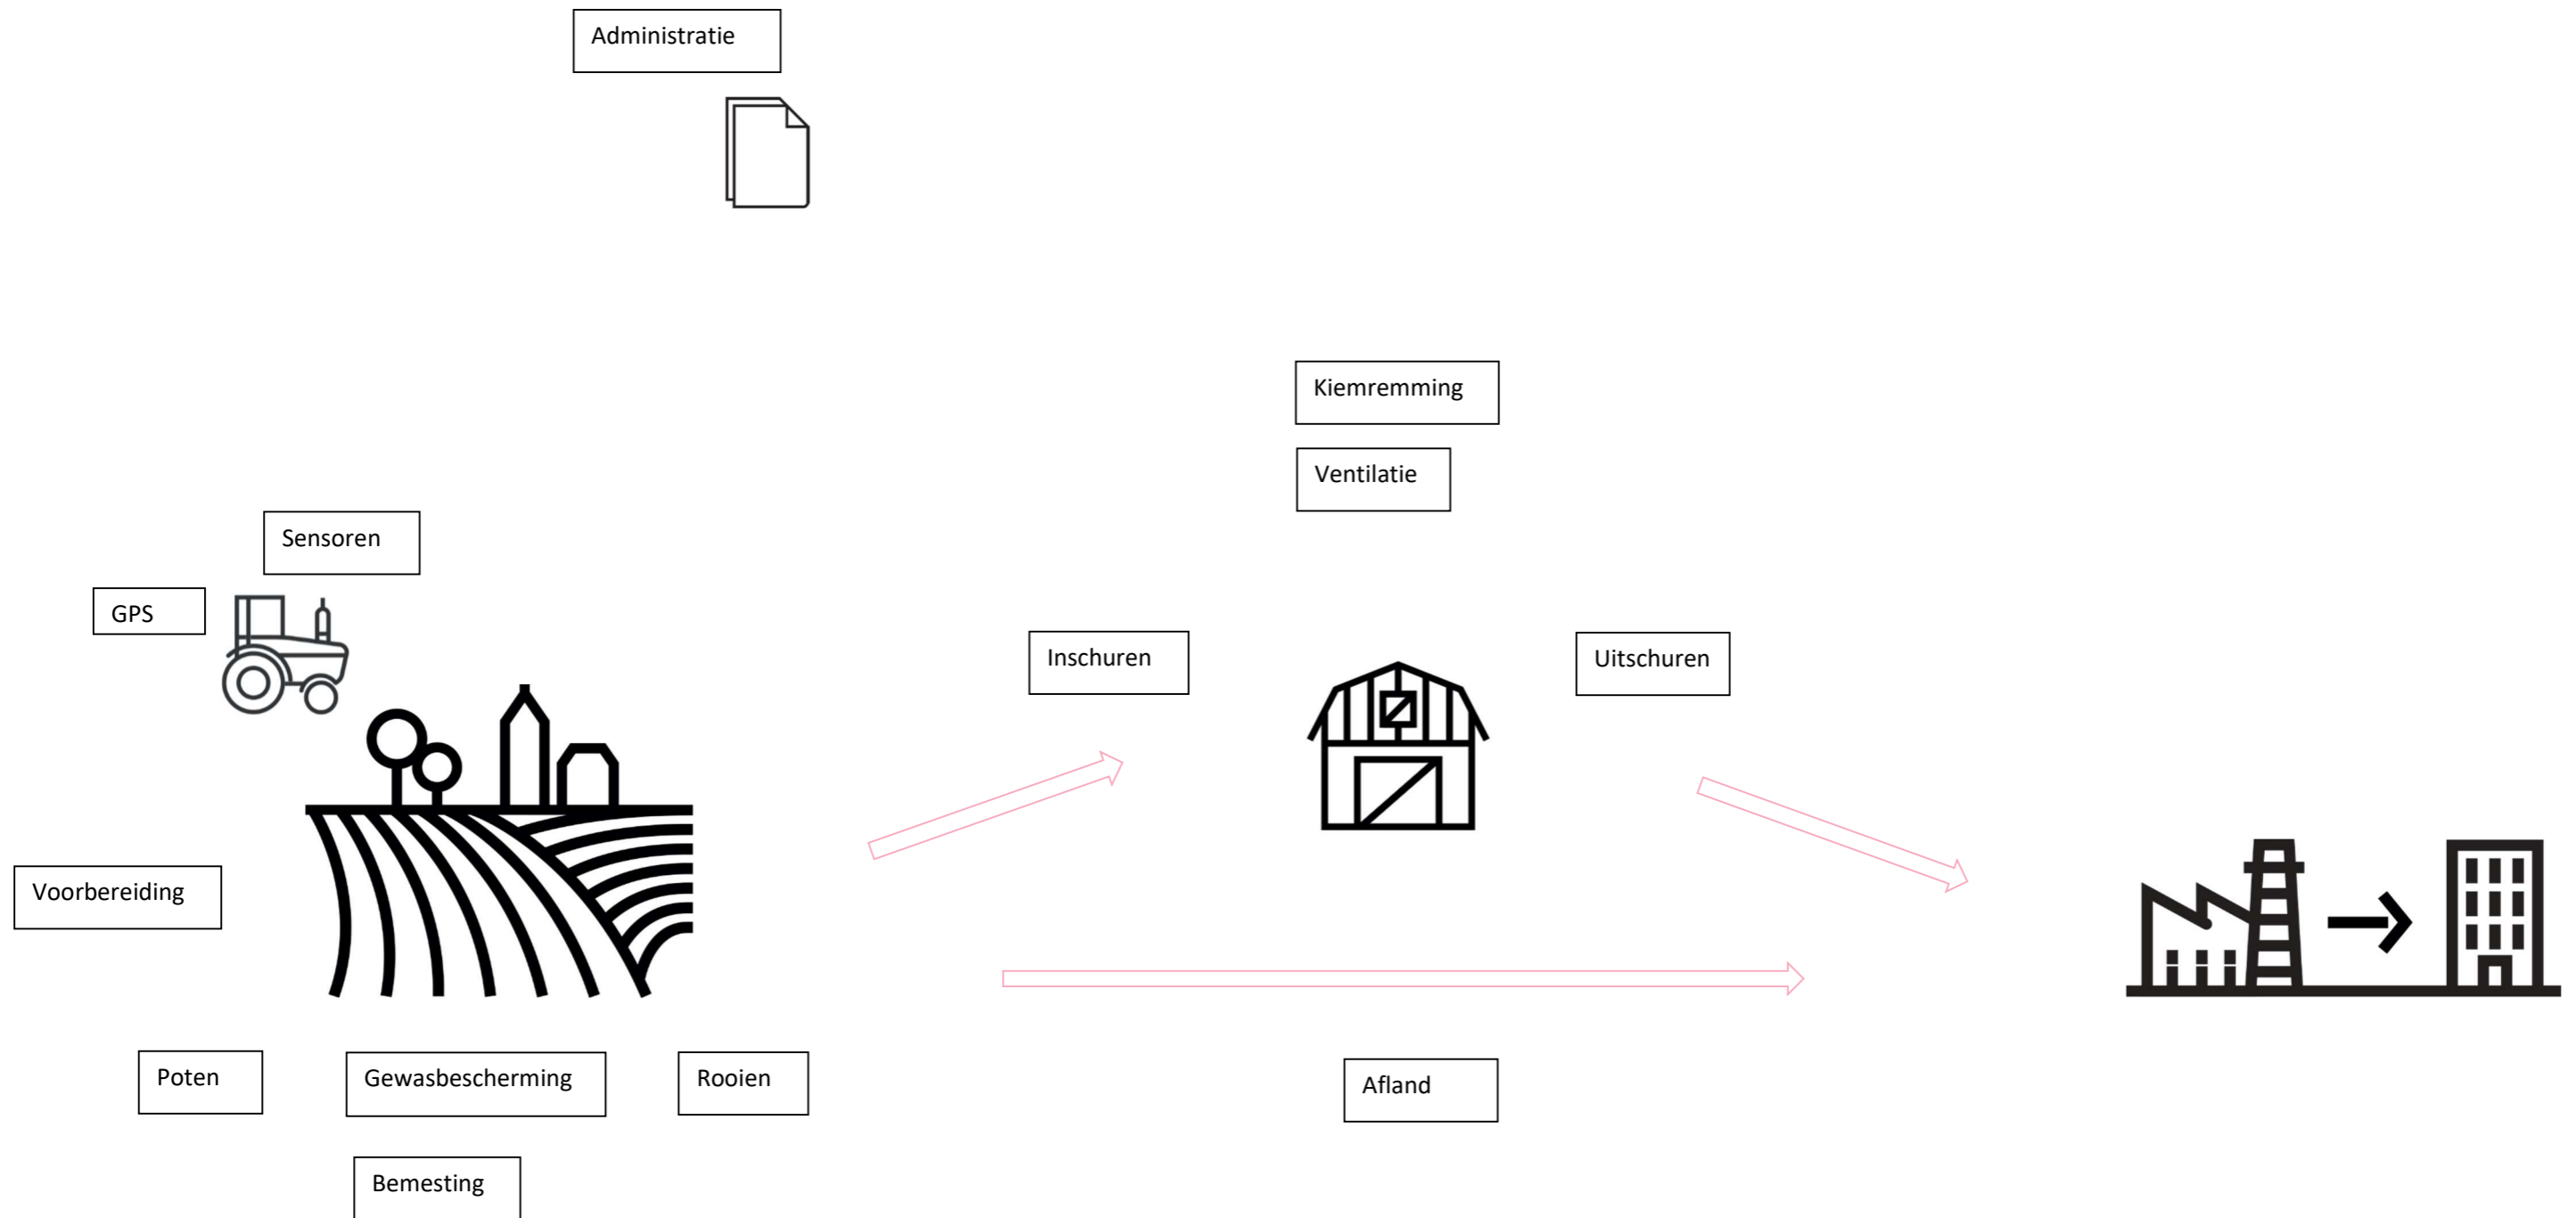 Administratie
Kiemremming
Ventilatie
Sensoren
GPS
Inschuren
Uitschuren
Voorbereiding
Poten
Gewasbescherming
Rooien
Afland
Bemesting